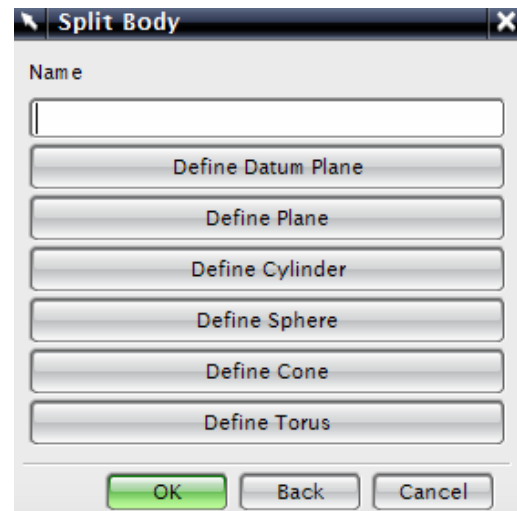 Split Body
Name
Define Datum Plane
Define Plane
Define Cylinder
Define Sphere
Define Cone
Define Torus
OK Back Cancel